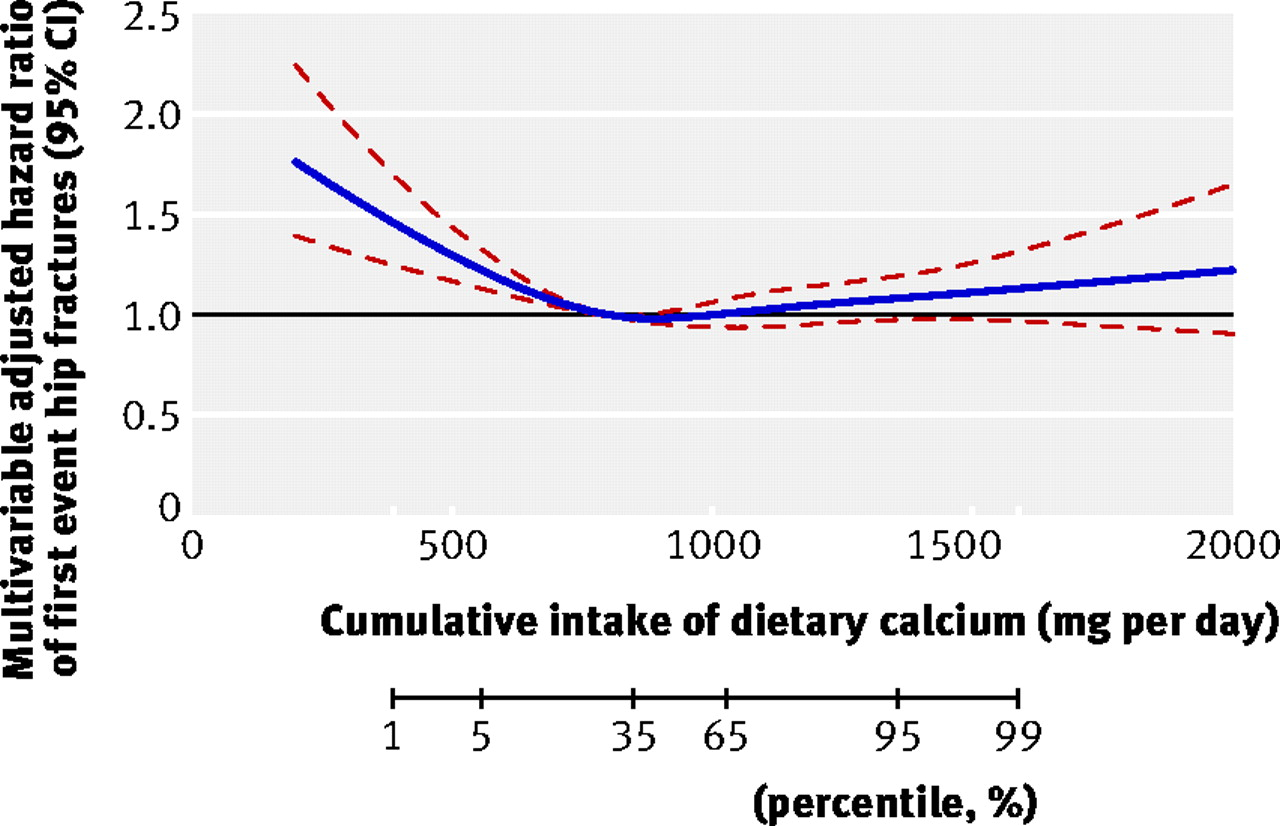 Multivariable adjusted hazard ratio
of first event hip fractures (95% CI)
2.5
2.0
1.5
1.0
0.5
0
0 500 1000 1500 2000
Cumulative intake of dietary calcium (mg per day)
1 5 35 65 95 99
(percentile, %)